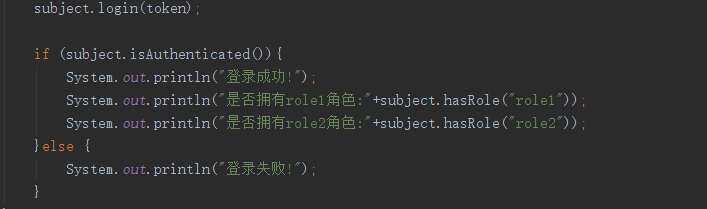 subject.login(token);
if (subject.isAuthenticated()){
System.out.println("登录成功!");
System.out.println("是否拥有role1角色:"+subject.hasRole("role1"));
System.out.println("是否拥有role2角色:"+subject.hasRole("role2"));
}else {
System.out.println("登录失败!");
}